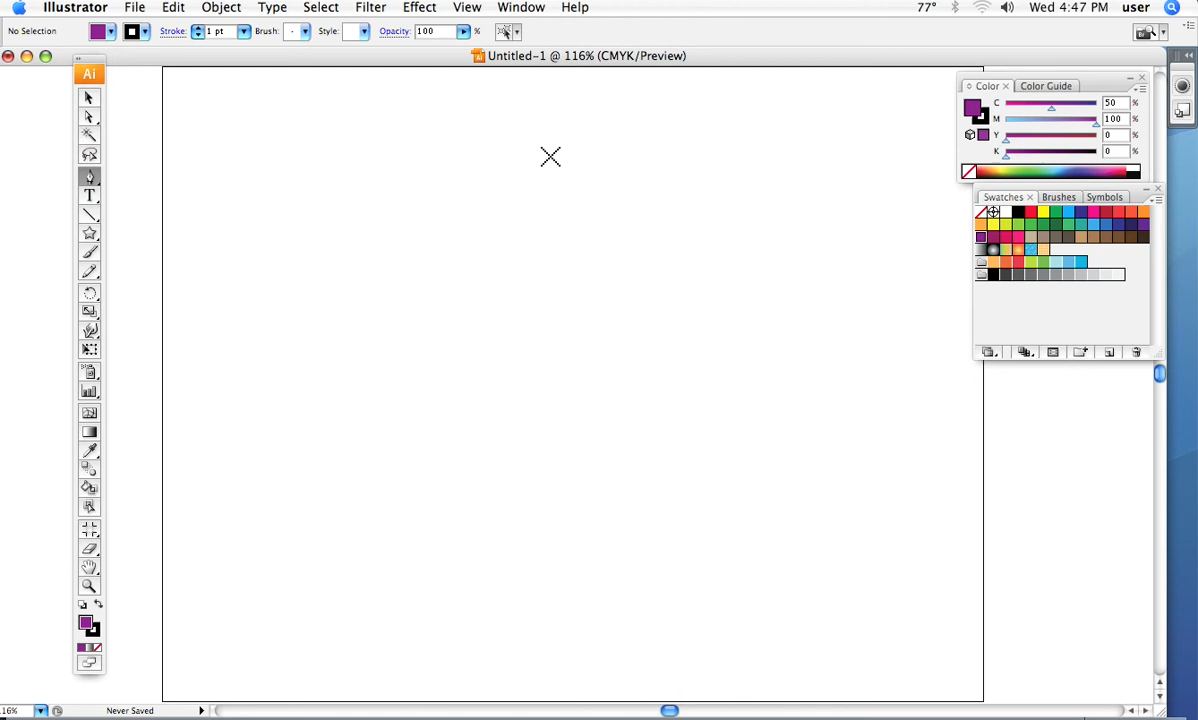 Illustrator File Edit Object Type Select Filter Effect View Window Help 77° Wed 4:47 PM user
No Selection Stroke: 1 pt Brush: Style: Opacity: 100 %
Untitled-1 @ 116% (CMYK/Preview)
Ai
Color × Color Guide
C 50 %
M 100 %
Y 0 %
K 0 %
Swatches × Brushes Symbols
T
16% Never Saved